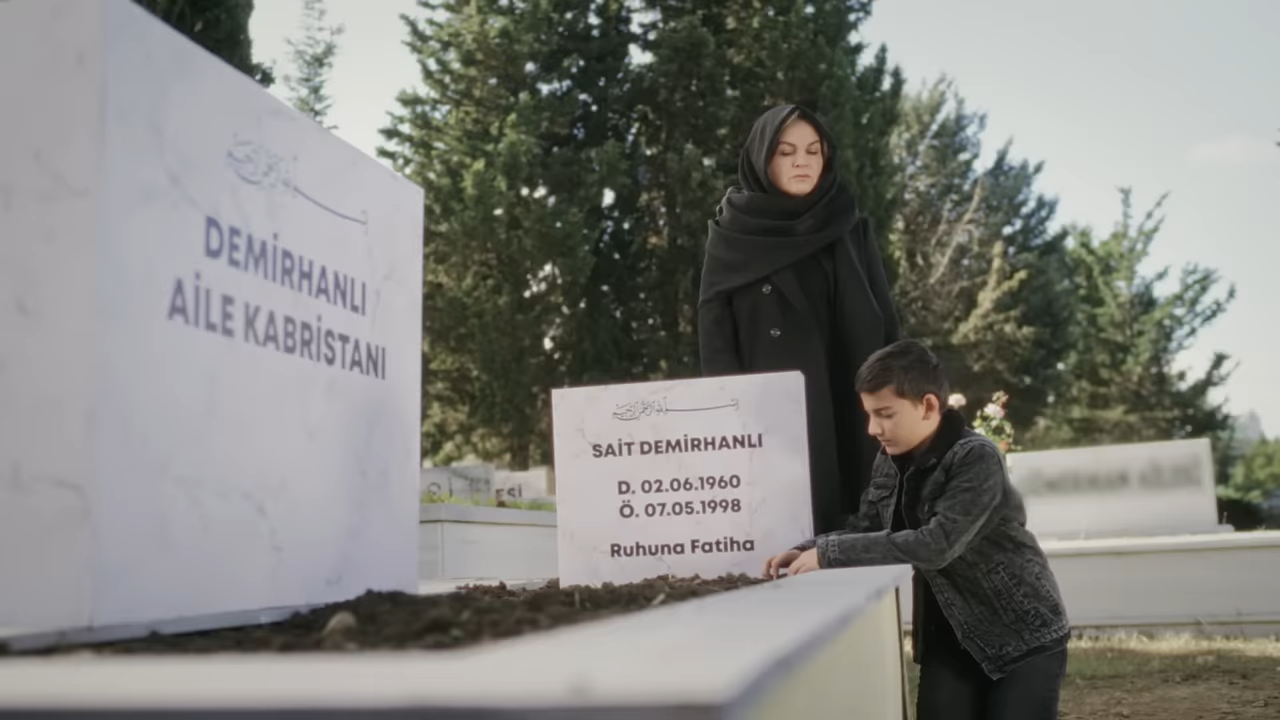 DEMİRHANLI
AİLE KABRİSTANI
SAİT DEMİRHANLI
D. 02.06.1960
Ö. 07.05.1998
Ruhuna Fatiha